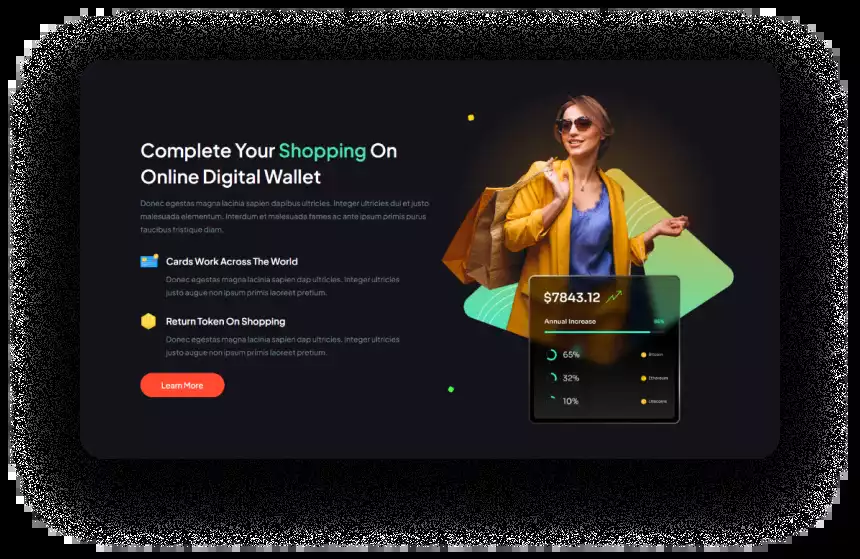 Complete Your Shopping On
Online Digital Wallet
Donec egestas magna lacinia sapien dapibus ultricies. Integer ultricies dui et justo
malesuada elementum. Interdum et malesuada fames ac ante ipsum primis purus
faucibus tristique diam.
Cards Work Across The World
Donec egestas magna lacinia sapien dap ultricies. Integer ultricies
justo augue non ipsum primis laoreet pretium.
Return Token On Shopping
Donec egestas magna lacinia sapien dap ultricies. Integer ultricies
justo augue non ipsum primis laoreet pretium.
Learn More
$7843.12
Annual Increase
65% Bitcoin
32% Ethereum
10%